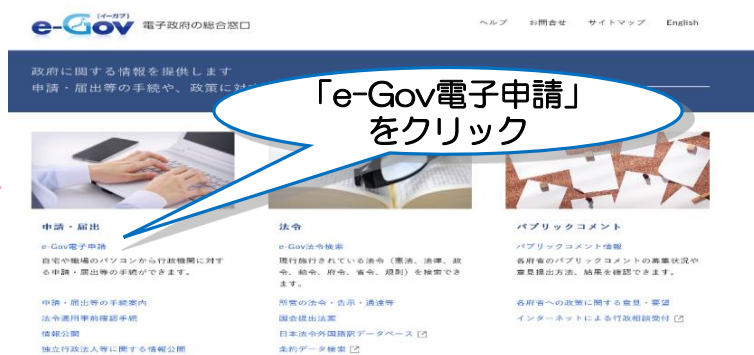 e-Gov
[イーガブ]
電子政府の総合窓口
ヘルプ お問合せ サイトマップ English
政府に関する情報を提供します
申請・届出等の手続や、政策に対
「e-Gov電子申請」
をクリック
申請・届出
e-Gov電子申請
自宅や職場のパソコンから行政機関に対す
る申請・届出等の手続ができます。
申請・届出等の手続案内
法令適用事前確認手続
情報公開
独立行政法人等に関する情報公開
法令
e-Gov法令検索
現行施行されている法令（憲法、法律、政
令、勅令、府令、省令、規則）を検索でき
ます。
所管の法令・告示・通達等
国会提出法案
日本法令外国語訳データベース
条約データ検索
パブリックコメント
パブリックコメント情報
各府省のパブリックコメントの募集状況や
意見提出方法、結果を確認できます。
各府省への政策に関する意見・要望
インターネットによる行政相談受付